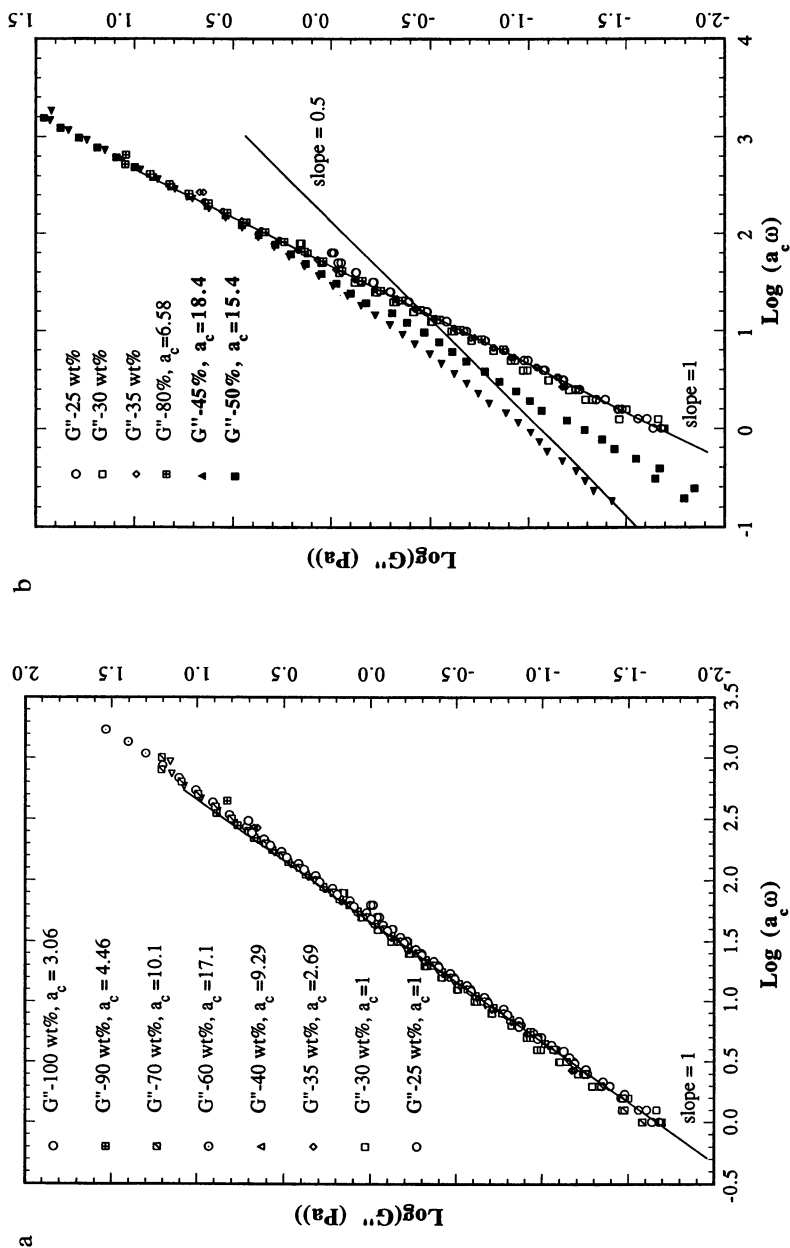 a
Log(G'' (Pa))
2.0
1.5
1.0
0.5
0.0
-0.5
-1.0
-1.5
-2.0
G''-100 wt%, a_c = 3.06
G''-90 wt%, a_c = 4.46
G''-70 wt%, a_c =10.1
G''-60 wt%, a_c =17.1
G''-40 wt%, a_c =9.29
G''-35 wt%, a_c =2.69
G''-30 wt%, a_c=1
G''-25 wt%, a_c =1
slope = 1
-0.5
0.0
0.5
1.0
1.5
2.0
2.5
3.0
3.5
Log (a_c ω)
b
Log(G'' (Pa))
1.5
1.0
0.5
0.0
-0.5
-1.0
-1.5
-2.0
G''-25 wt%
G''-30 wt%
G''-35 wt%
G''-80%, a_c=6.58
G''-45%, a_c=18.4
G''-50%, a_c=15.4
slope = 0.5
slope =1
-1
0
1
2
3
4
Log (a_c ω)